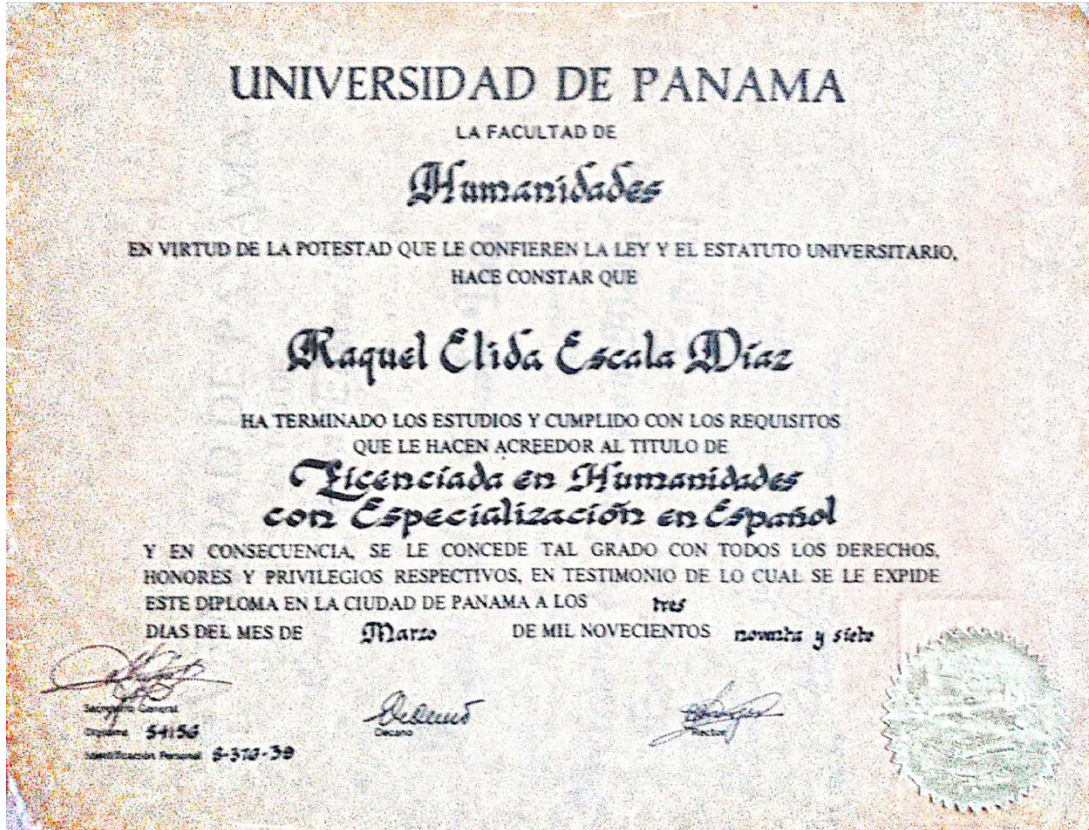 UNIVERSIDAD DE PANAMA
LA FACULTAD DE
Humanidades
EN VIRTUD DE LA POTESTAD QUE LE CONFIEREN LA LEY Y EL ESTATUTO UNIVERSITARIO,
HACE CONSTAR QUE
Raquel Elida Escala Díaz
HA TERMINADO LOS ESTUDIOS Y CUMPLIDO CON LOS REQUISITOS
QUE LE HACEN ACREEDOR AL TITULO DE
Licenciada en Humanidades
con Especialización en Español
Y EN CONSECUENCIA, SE LE CONCEDE TAL GRADO CON TODOS LOS DERECHOS,
HONORES Y PRIVILEGIOS RESPECTIVOS, EN TESTIMONIO DE LO CUAL SE LE EXPIDE
ESTE DIPLOMA EN LA CIUDAD DE PANAMA A LOS tres
DIAS DEL MES DE Marzo DE MIL NOVECIENTOS noventa y siete
Secretario General
Decano
Rector
Diploma 54156
Identificación Personal